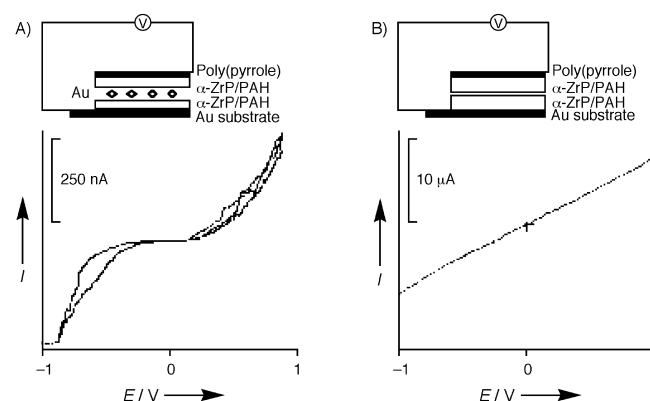 A)
V
Poly(pyrrole)
α-ZrP/PAH
Au
α-ZrP/PAH
Au substrate
250 nA
I
−1
0
1
E / V
B)
V
Poly(pyrrole)
α-ZrP/PAH
α-ZrP/PAH
Au substrate
10 μA
I
−1
0
E / V